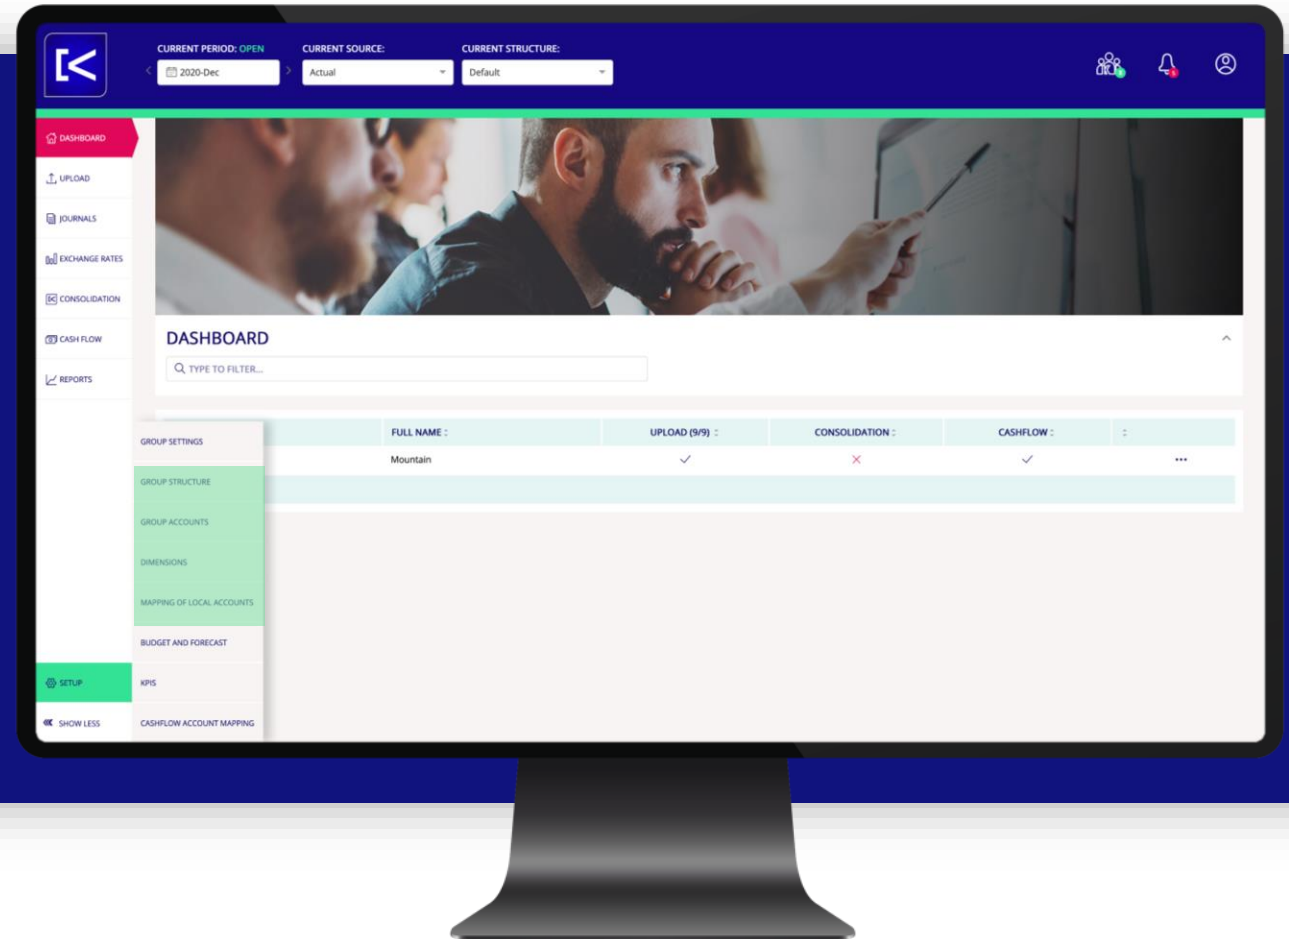 CURRENT PERIOD: OPEN
CURRENT SOURCE:
CURRENT STRUCTURE:
2020-Dec
Actual
Default
DASHBOARD
UPLOAD
JOURNALS
EXCHANGE RATES
CONSOLIDATION
CASH FLOW
REPORTS
DASHBOARD
TYPE TO FILTER...
FULL NAME
UPLOAD (9/9)
CONSOLIDATION
CASHFLOW
Mountain
GROUP SETTINGS
GROUP STRUCTURE
GROUP ACCOUNTS
DIMENSIONS
MAPPING OF LOCAL ACCOUNTS
BUDGET AND FORECAST
SETUP
KPIS
SHOW LESS
CASHFLOW ACCOUNT MAPPING